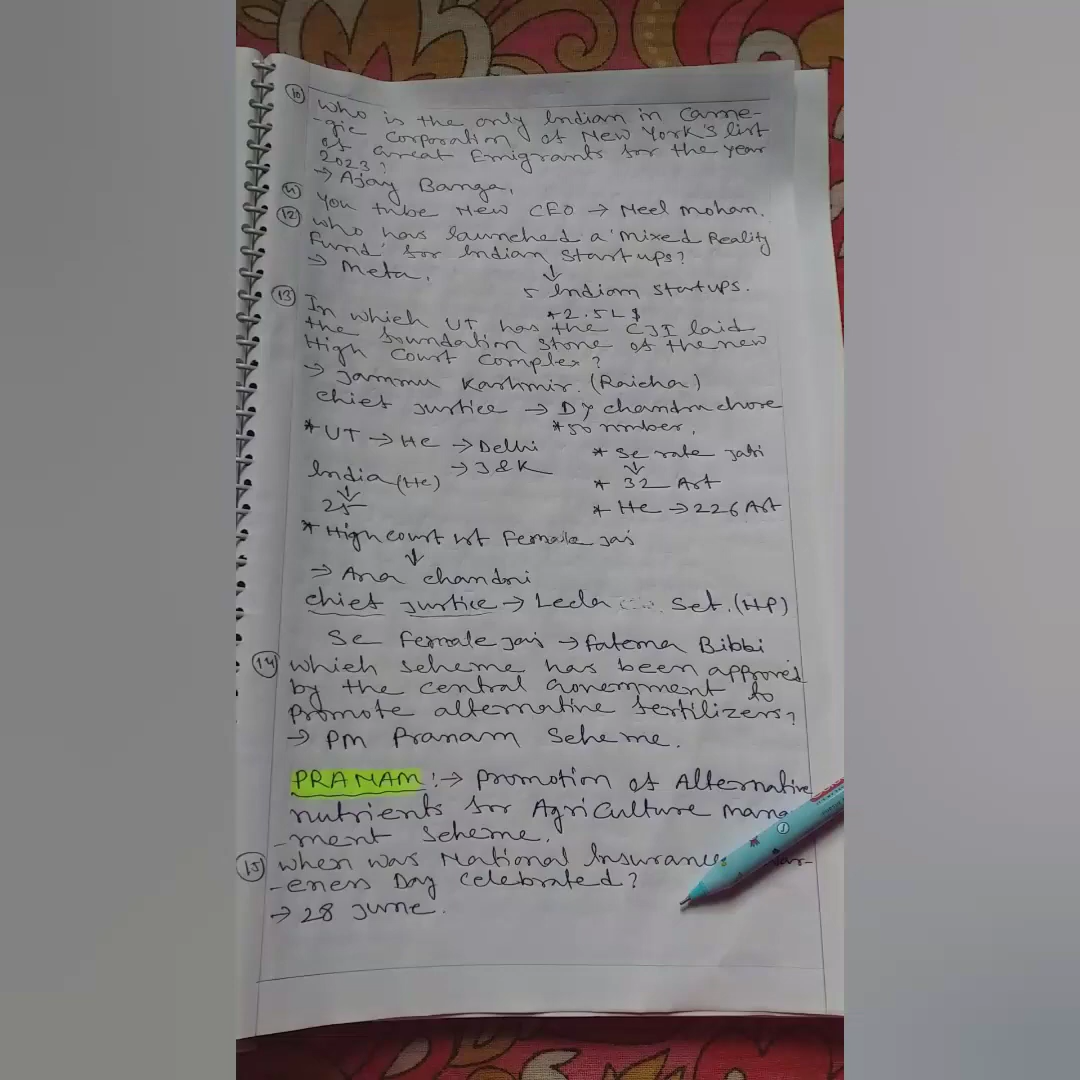 10 Who is the only Indian in Carne-
-gie Corporation of New York's list
of Great Emigrants for the year
2023?
→ Ajay Banga.
11 You tube New CEO → Neel mohan.
12 Who has launched a 'Mixed Reality
Fund' for Indian Startups?
→ Meta.
↓
5 Indian startups.
* 2.5L $
13 In which UT has the CJI laid
the foundation stone of the new
High Court Complex?
→ Jammu Kashmir. (Raicha)
chief justice → Dy chandrachore
* 50 number.
* UT → Hc → Delhi
→ J&K
India (Hc)
↓
25
* Sc rate jari
↓
* 32 Art
* Hc → 226 Art
* High court 1st Female jas
↓
→ Ana chandni
chief justice → Leela Set. (HP)
Sc Female jas → Fatema Bibbi
14 which scheme has been approved
by the central Government to
promote alternative fertilizers?
→ PM Pranam Scheme.
PRANAM :→ Promotion of Alternative
nutrients for Agriculture mana
-ment Scheme.
15 When was National Insurance
-eness Day celebrated?
→ 28 June.